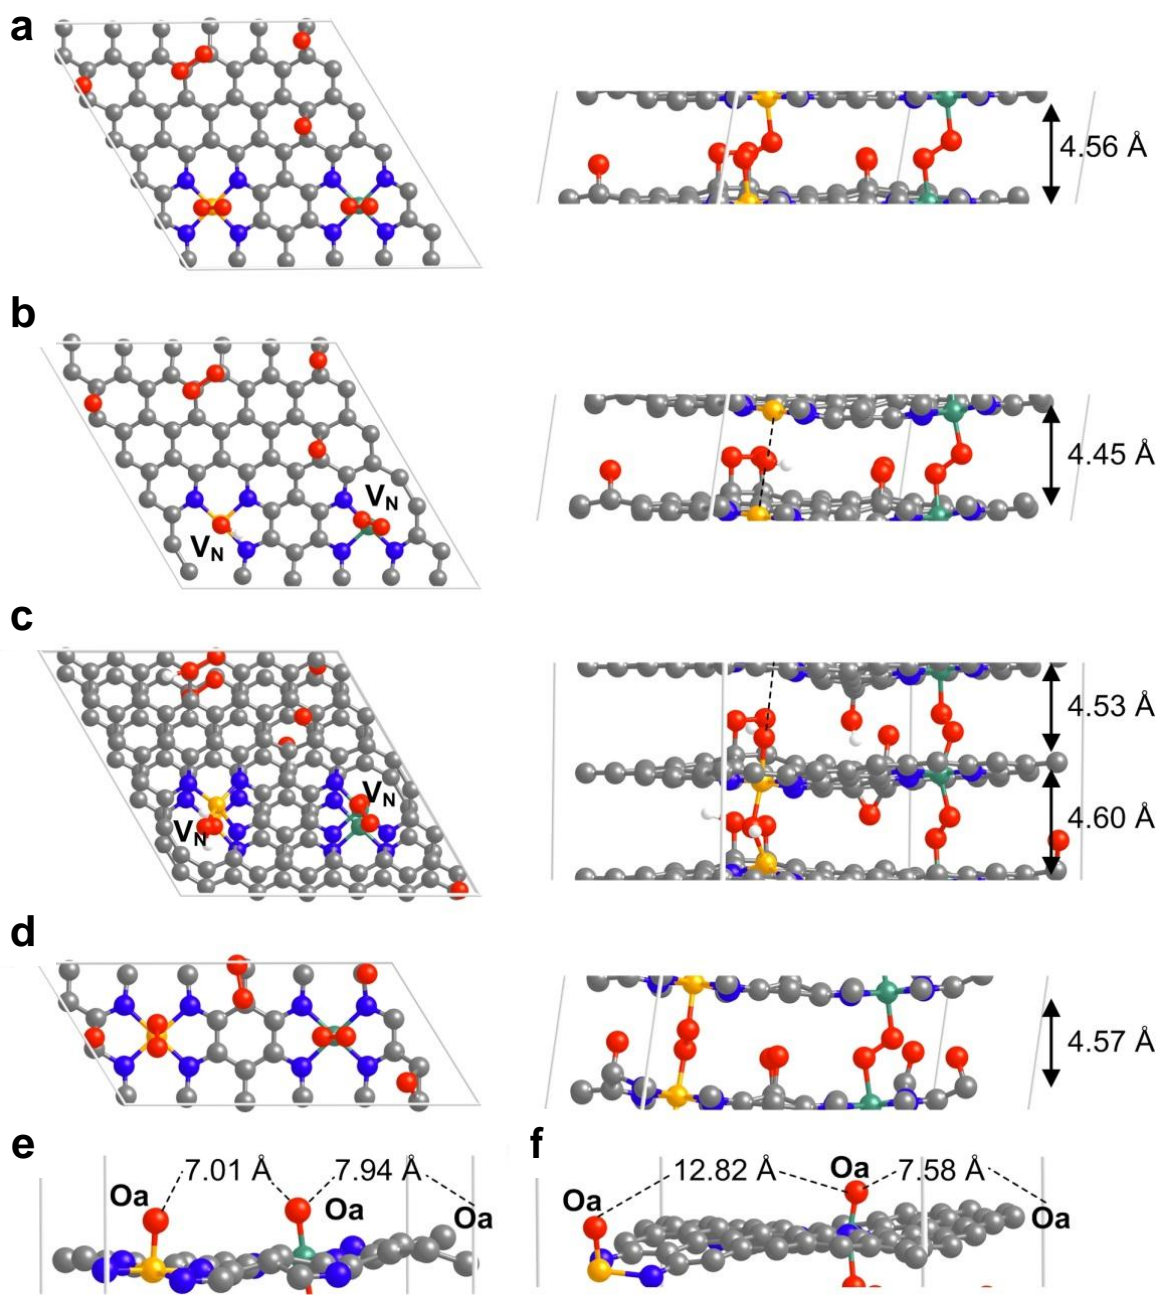 a
4.56 Å
b
4.45 Å
V_N
V_N
c
4.53 Å
V_N
V_N
4.60 Å
d
4.57 Å
e
f
7.01 Å
7.94 Å
Oa
Oa
Oa
12.82 Å
Oa
7.58 Å
Oa
Oa